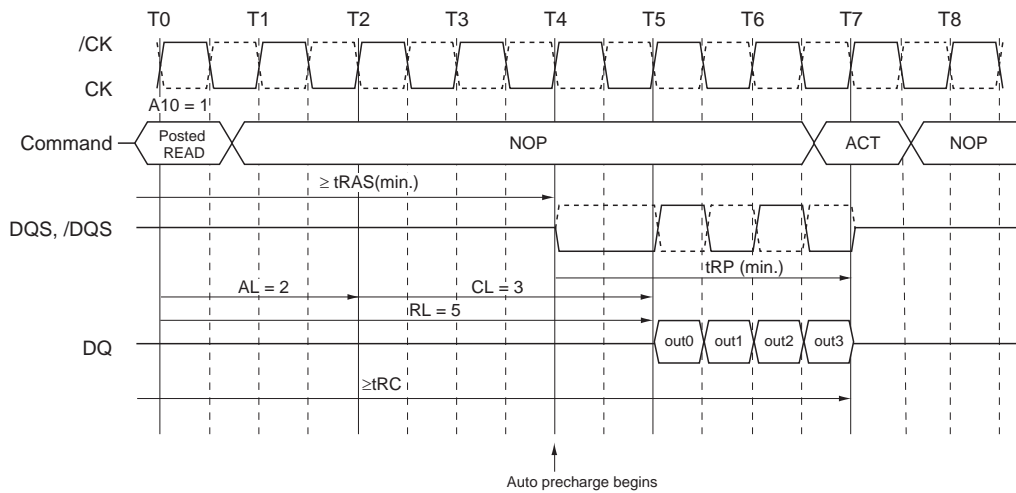 T0 T1 T2 T3 T4 T5 T6 T7 T8
/CK
CK
A10 = 1
Command
Posted
READ
NOP
ACT
NOP
≥ tRAS(min.)
DQS, /DQS
tRP (min.)
AL = 2
CL = 3
RL = 5
DQ
out0
out1
out2
out3
≥tRC
Auto precharge begins